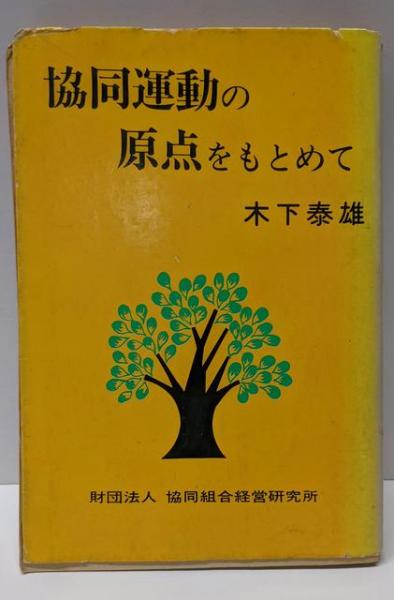 協同運動の
原点をもとめて
木下泰雄
財団法人 協同組合経営研究所